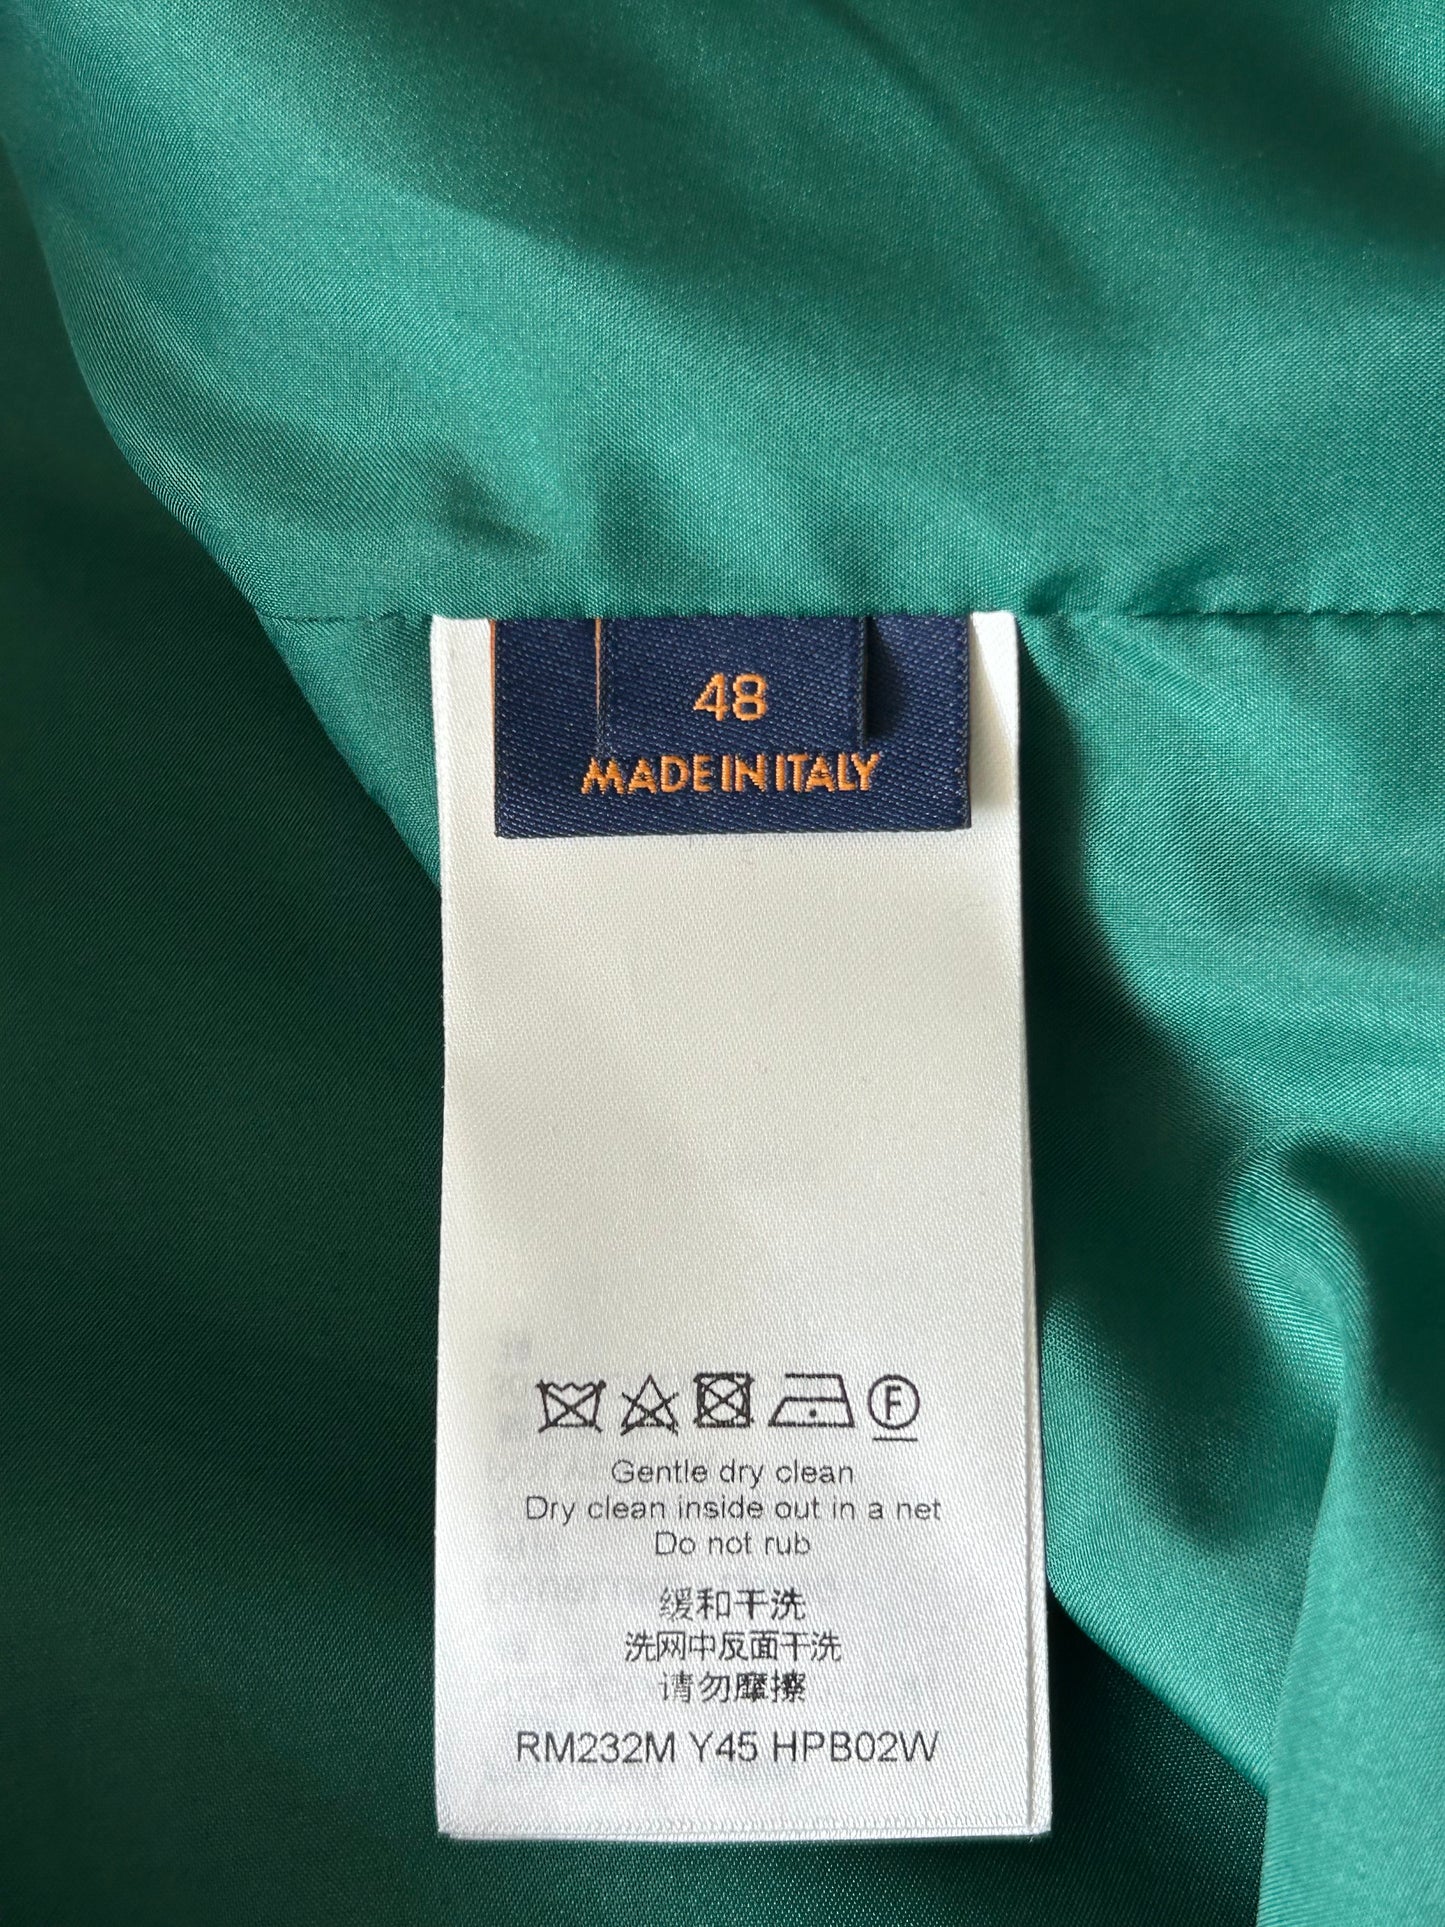 48
MADE IN ITALY
F
Gentle dry clean
Dry clean inside out in a net
Do not rub
缓和干洗
洗网中反面干洗
请勿摩擦
RM232M Y45 HPB02W